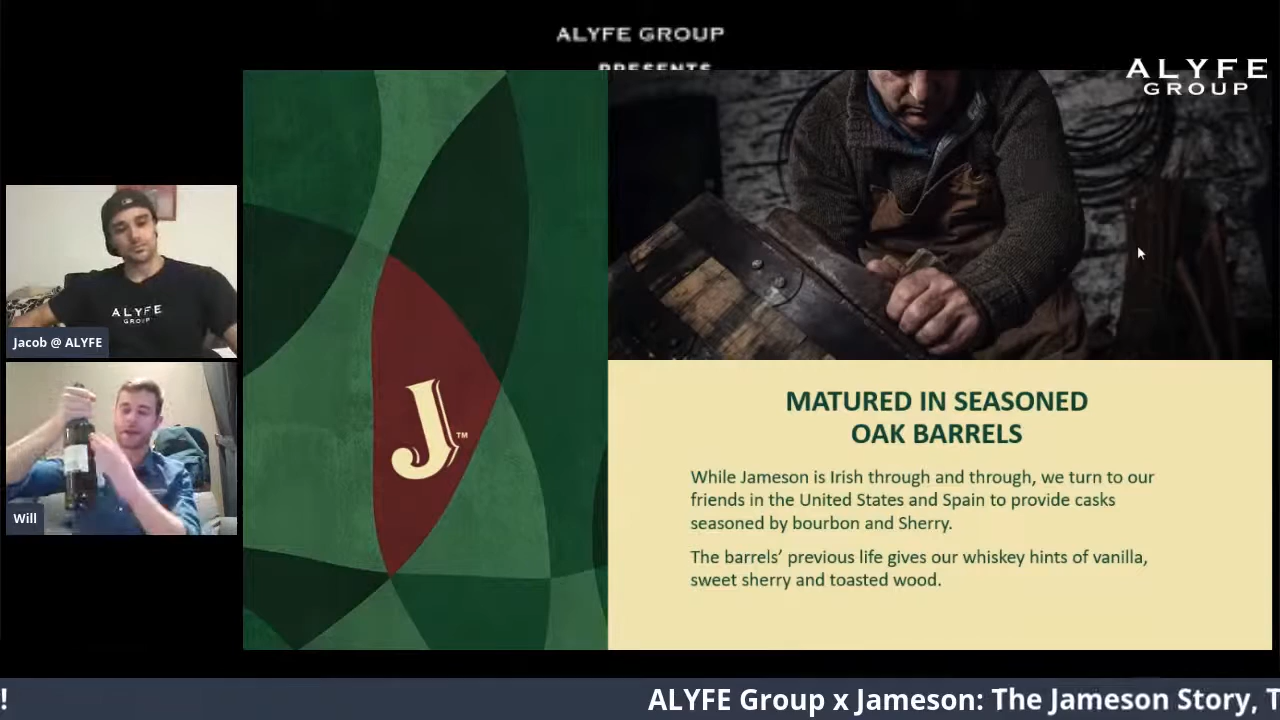 ALYFE GROUP
PRESENTS
ALYFE
GROUP
ALYFE
GROUP
Jacob @ ALYFE
Will
J™
MATURED IN SEASONED
OAK BARRELS
While Jameson is Irish through and through, we turn to our
friends in the United States and Spain to provide casks
seasoned by bourbon and Sherry.
The barrels’ previous life gives our whiskey hints of vanilla,
sweet sherry and toasted wood.
! ALYFE Group x Jameson: The Jameson Story, T